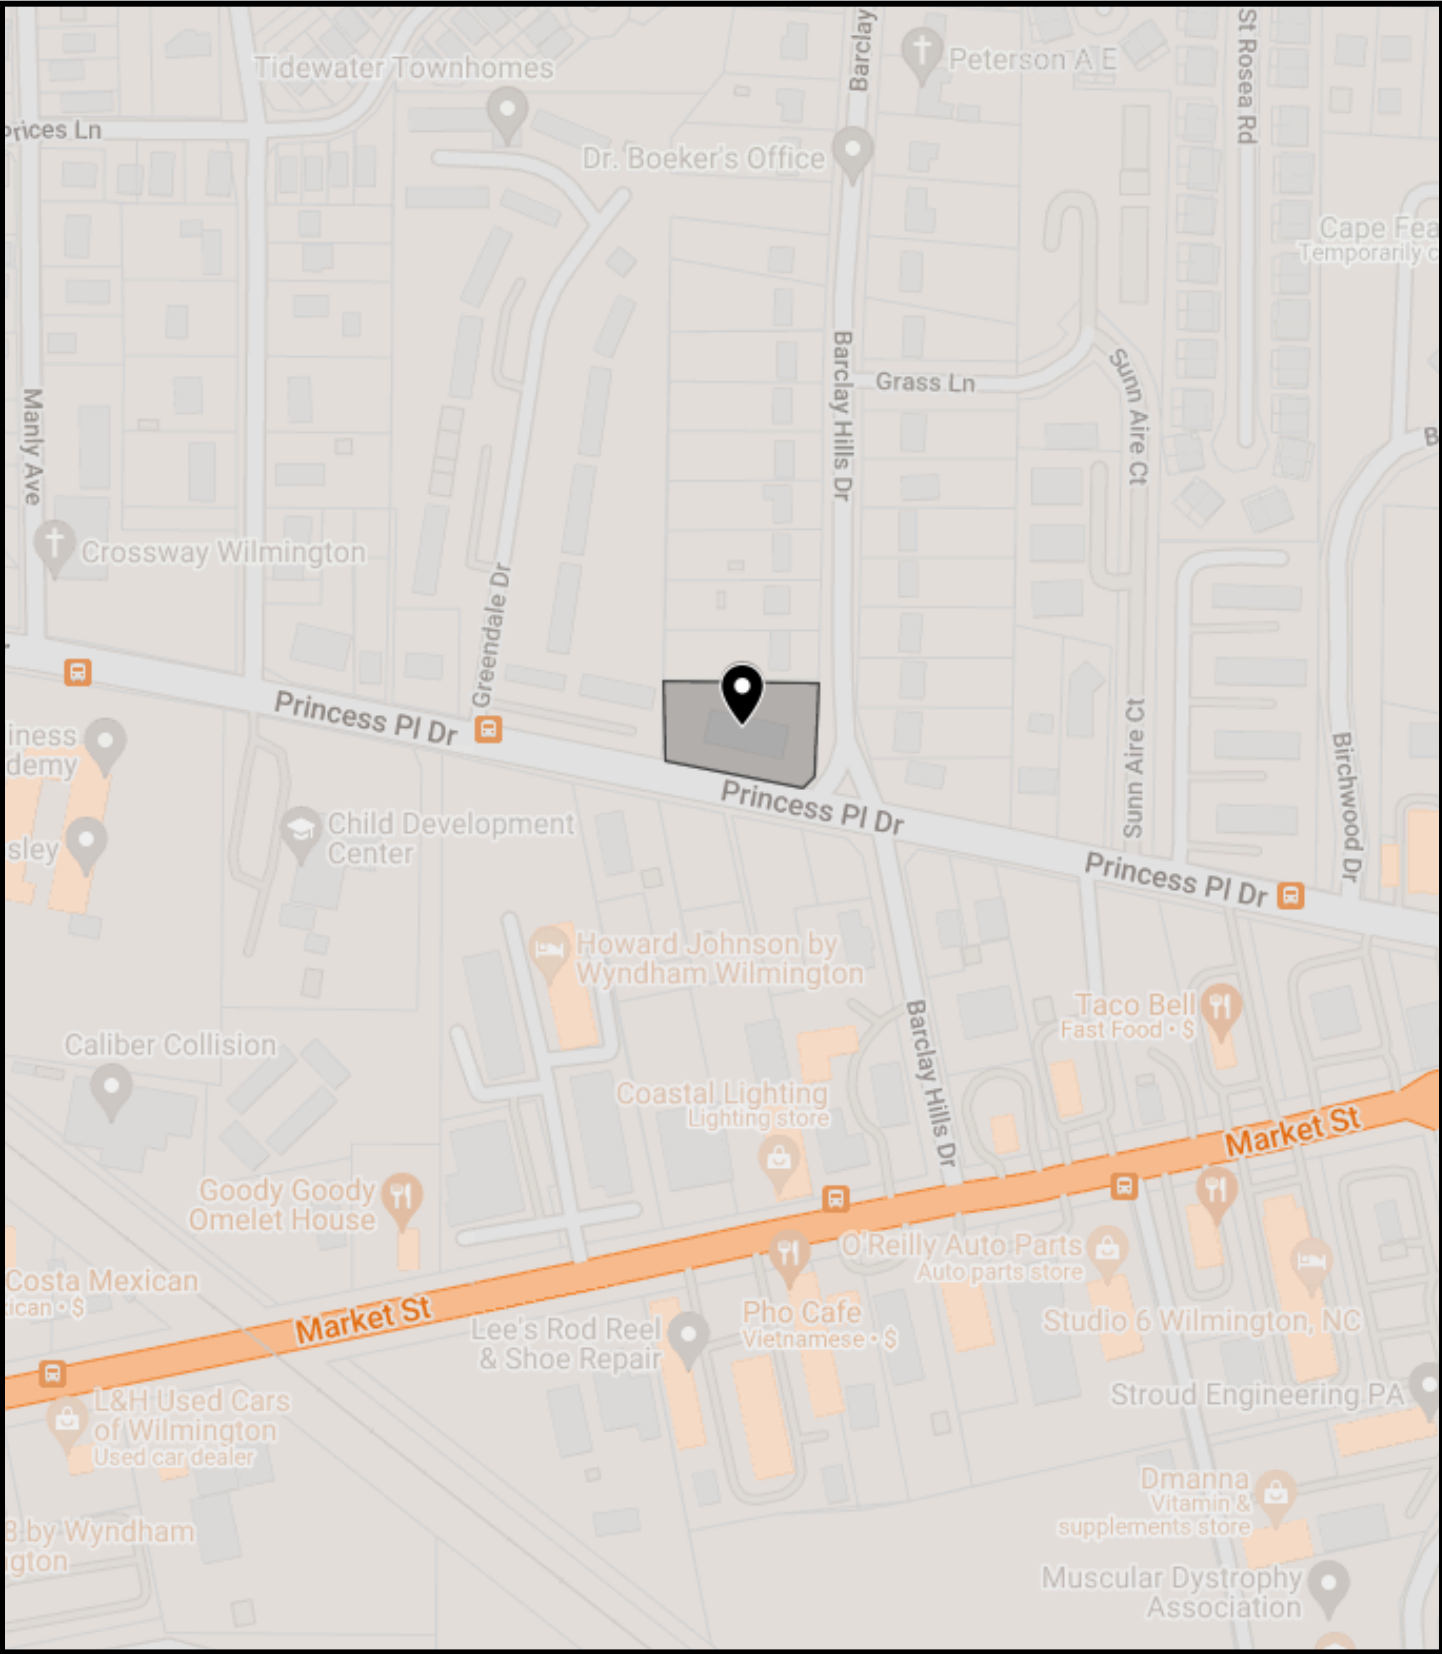 Barclay
St Rosea Rd
Peterson A E
Tidewater Townhomes
Prices Ln
Dr. Boeker's Office
Cape Fea
Temporarily c
Barclay Hills Dr
Grass Ln
Sunn Aire Ct
Manly Ave
B
Crossway Wilmington
Greendale Dr
Princess Pl Dr
iness
demy
Sunn Aire Ct
Birchwood Dr
Princess Pl Dr
Child Development
Center
sley
Princess Pl Dr
Howard Johnson by
Wyndham Wilmington
Taco Bell
Fast Food • $
Barclay Hills Dr
Caliber Collision
Coastal Lighting
Lighting store
Market St
Goody Goody
Omelet House
O'Reilly Auto Parts
Auto parts store
Costa Mexican
ican • $
Market St
Pho Cafe
Vietnamese • $
Studio 6 Wilmington, NC
Lee's Rod Reel
& Shoe Repair
Stroud Engineering PA
L&H Used Cars
of Wilmington
Used car dealer
Dmanna
Vitamin &
supplements store
8 by Wyndham
gton
Muscular Dystrophy
Association